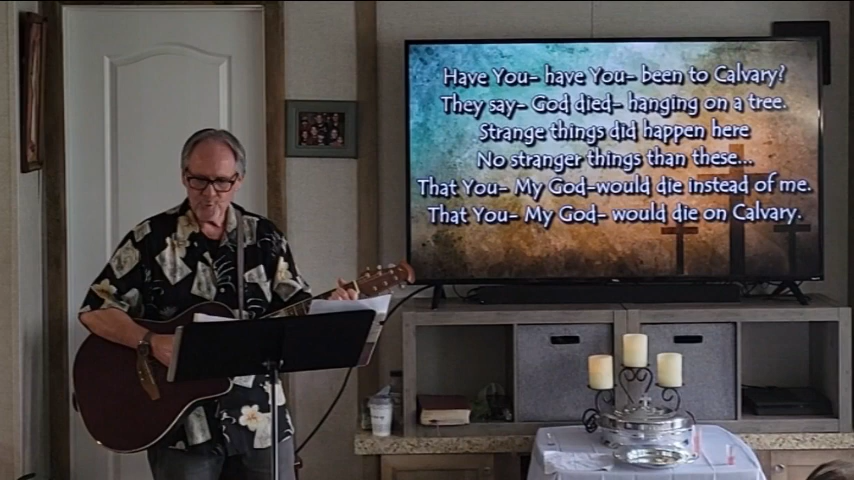 Have You- have You- been to Calvary?
They say- God died- hanging on a tree.
Strange things did happen here
No stranger things than these...
That You- My God-would die instead of me.
That You- My God- would die on Calvary.